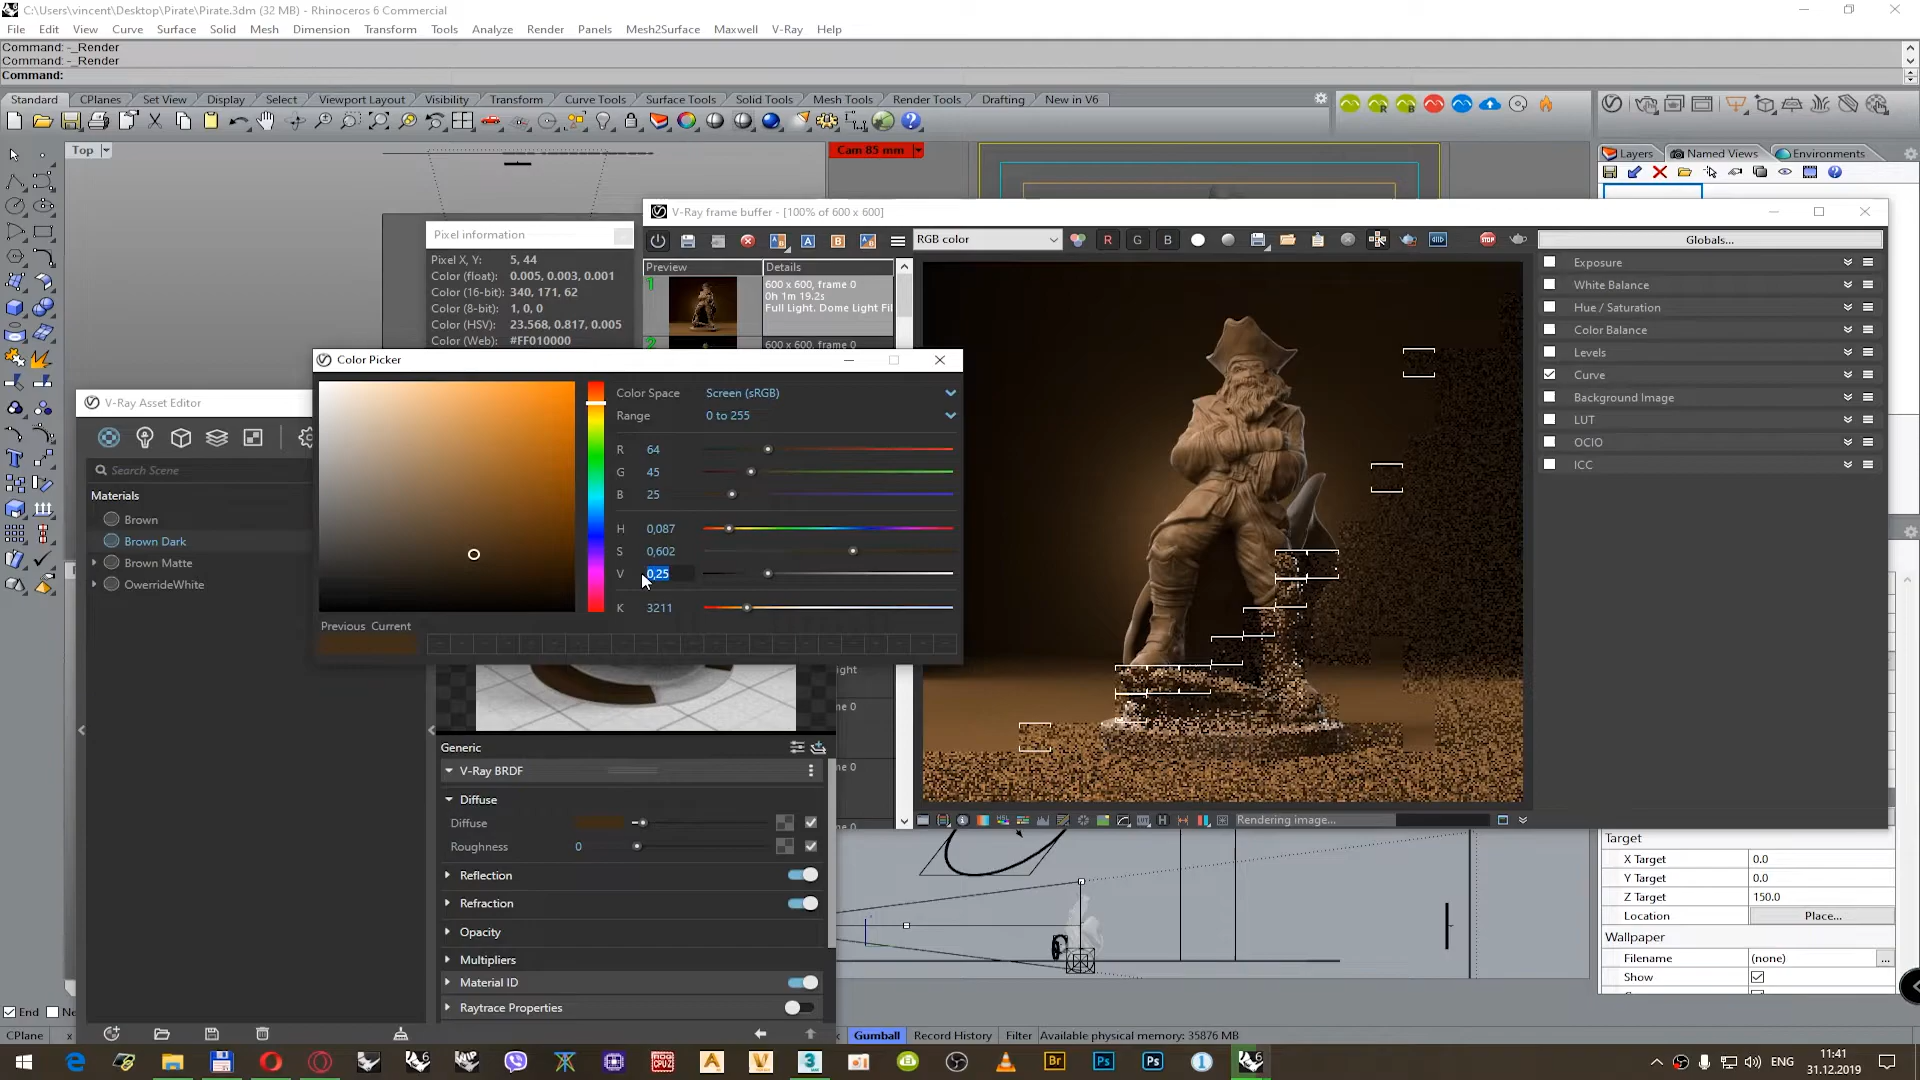 C:\Users\vincent\Desktop\Pirate\Pirate.3dm (32 MB) - Rhinoceros 6 Commercial
File Edit View Curve Surface Solid Mesh Dimension Transform Tools Analyze Render Panels Mesh2Surface Maxwell V-Ray Help
Command: -_Render
Command: -_Render
Command:
Standard CPlanes Set View Display Select Viewport Layout Visibility Transform Curve Tools Surface Tools Solid Tools Mesh Tools Render Tools Drafting New in V6
Top
Cam 85 mm
Layers Named Views Environments
V-Ray frame buffer - [100% of 600 x 600]
Pixel information
Pixel X, Y: 5, 44
Color (float): 0.005, 0.003, 0.001
Color (16-bit): 340, 171, 62
Color (8-bit): 1, 0, 0
Color (HSV): 23.568, 0.817, 0.005
Color (Web): #FF010000
RGB color
R G B
Globals...
Preview Details
1
600 x 600, frame 0
0h 1m 19.2s
Full Light. Dome Light Fil
2
600 x 600, frame 0
Exposure
White Balance
Hue / Saturation
Color Balance
Levels
Curve
Background Image
LUT
OCIO
ICC
Color Picker
Color Space Screen (sRGB)
Range 0 to 255
R 64
G 45
B 25
H 0,087
S 0,602
V 0,25
K 3211
Previous Current
V-Ray Asset Editor
Search Scene
Materials
Brown
Brown Dark
Brown Matte
OwerrideWhite
Generic
V-Ray BRDF
Diffuse
Diffuse
Roughness 0
Reflection
Refraction
Opacity
Multipliers
Material ID
Raytrace Properties
Rendering image...
Target
X Target 0.0
Y Target 0.0
Z Target 150.0
Location Place...
Wallpaper
Filename (none) ...
Show
End
CPlane x
Gumball Record History Filter Available physical memory: 35876 MB
ENG
11:41
31.12.2019